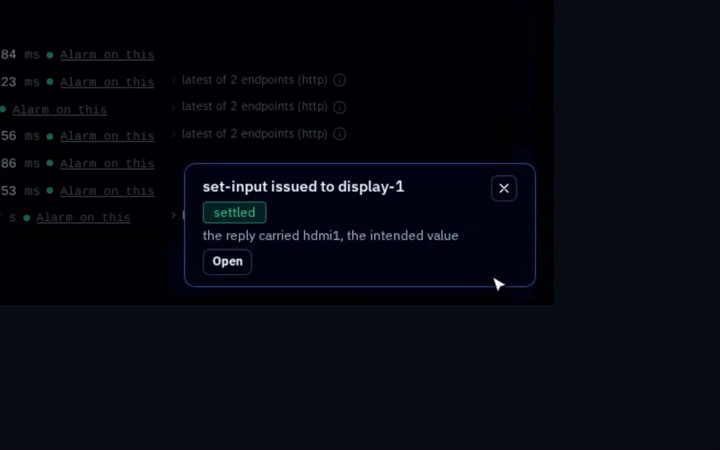 84 ms Alarm on this
23 ms Alarm on this
latest of 2 endpoints (http)
Alarm on this
latest of 2 endpoints (http)
56 ms Alarm on this
latest of 2 endpoints (http)
86 ms Alarm on this
53 ms Alarm on this
s Alarm on this
set-input issued to display-1
settled
the reply carried hdmi1, the intended value
Open